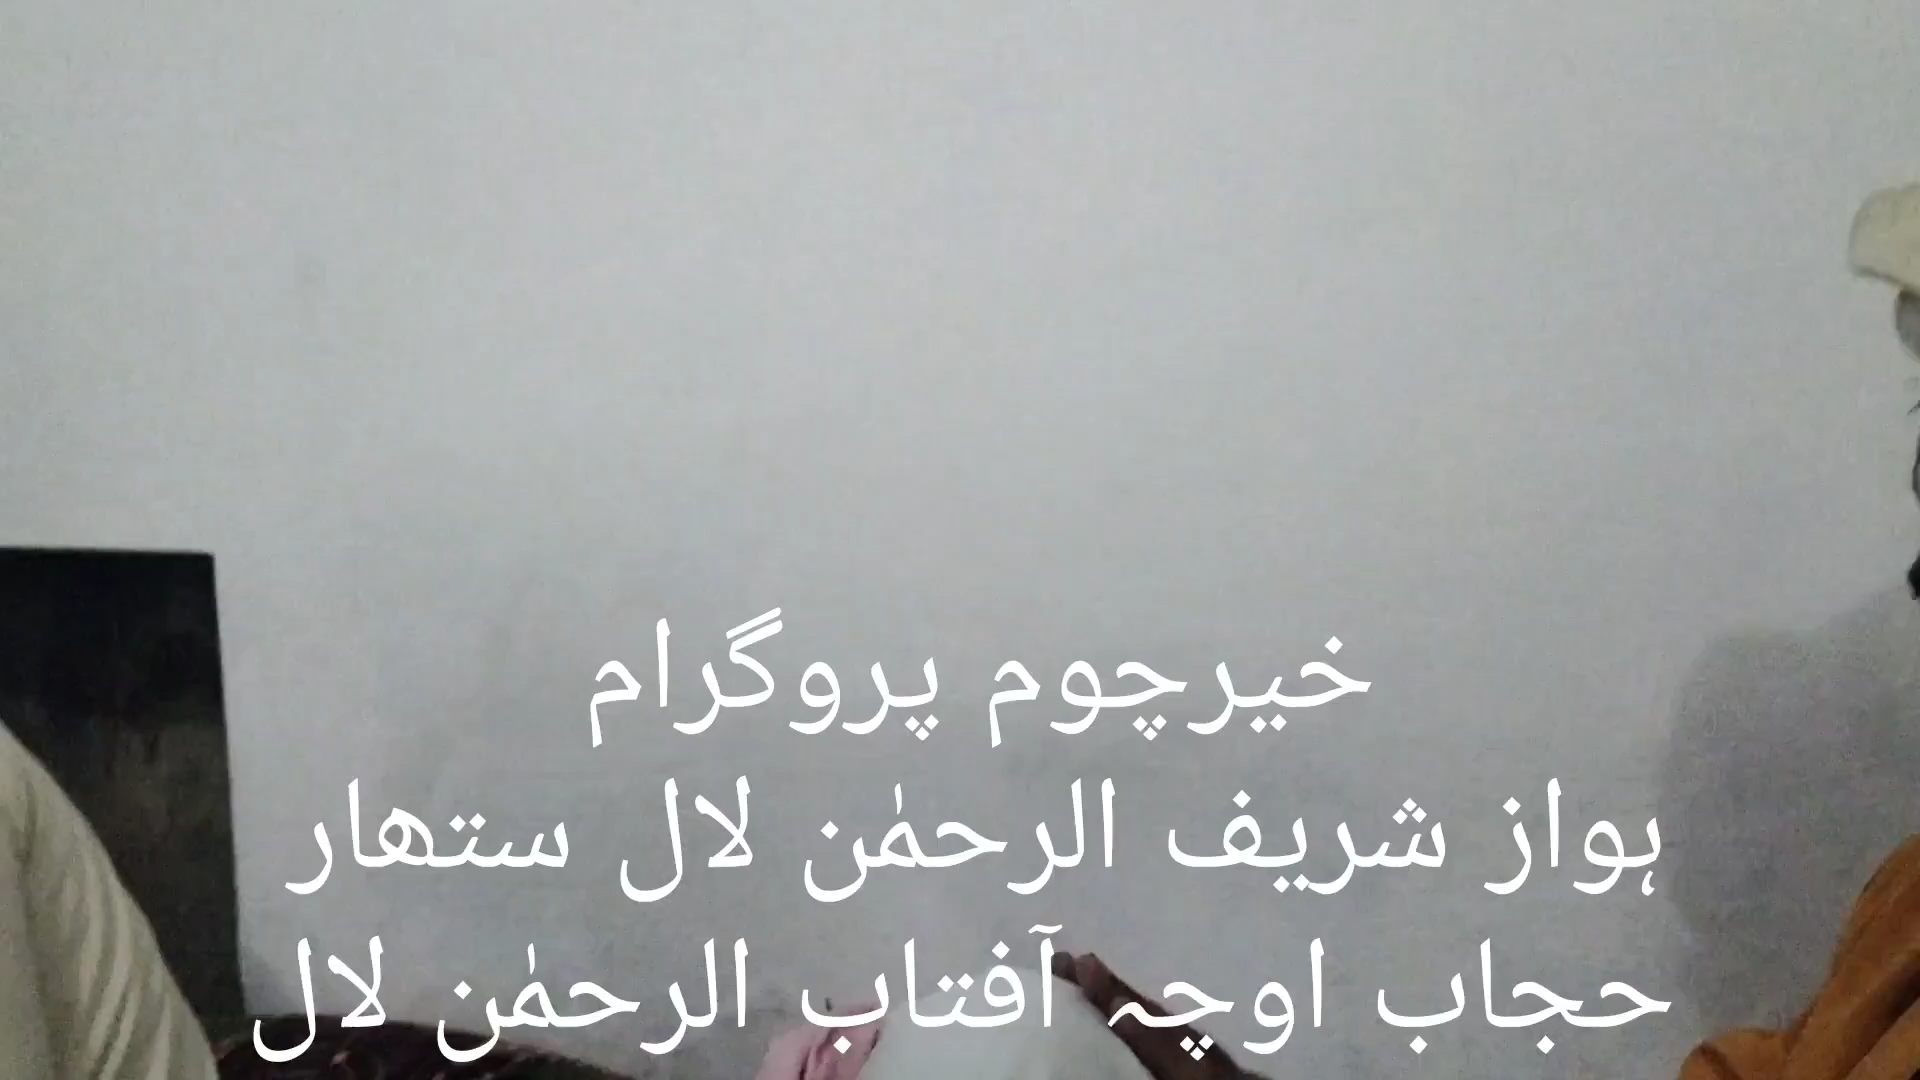 خیرچوم پروگرام
ہواز شریف الرحمٰن لال ستھار
حجاب اوچہ آفتاب الرحمٰن لال